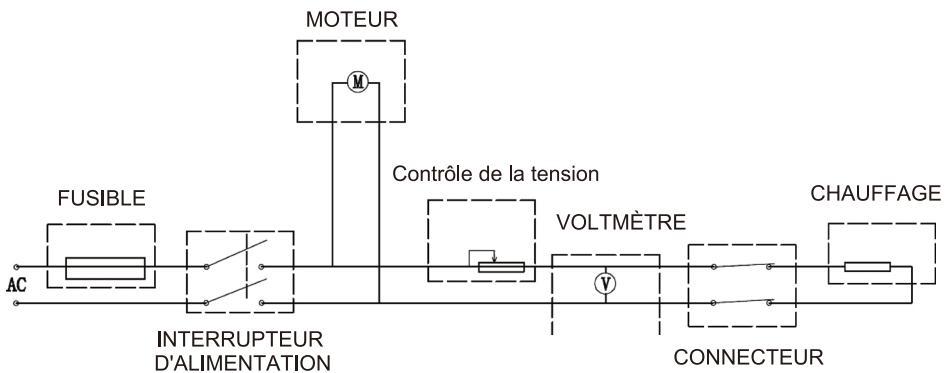 MOTEUR
M
Contrôle de la tension
FUSIBLE
VOLTMÈTRE
CHAUFFAGE
AC
V
INTERRUPTEUR
D'ALIMENTATION
CONNECTEUR